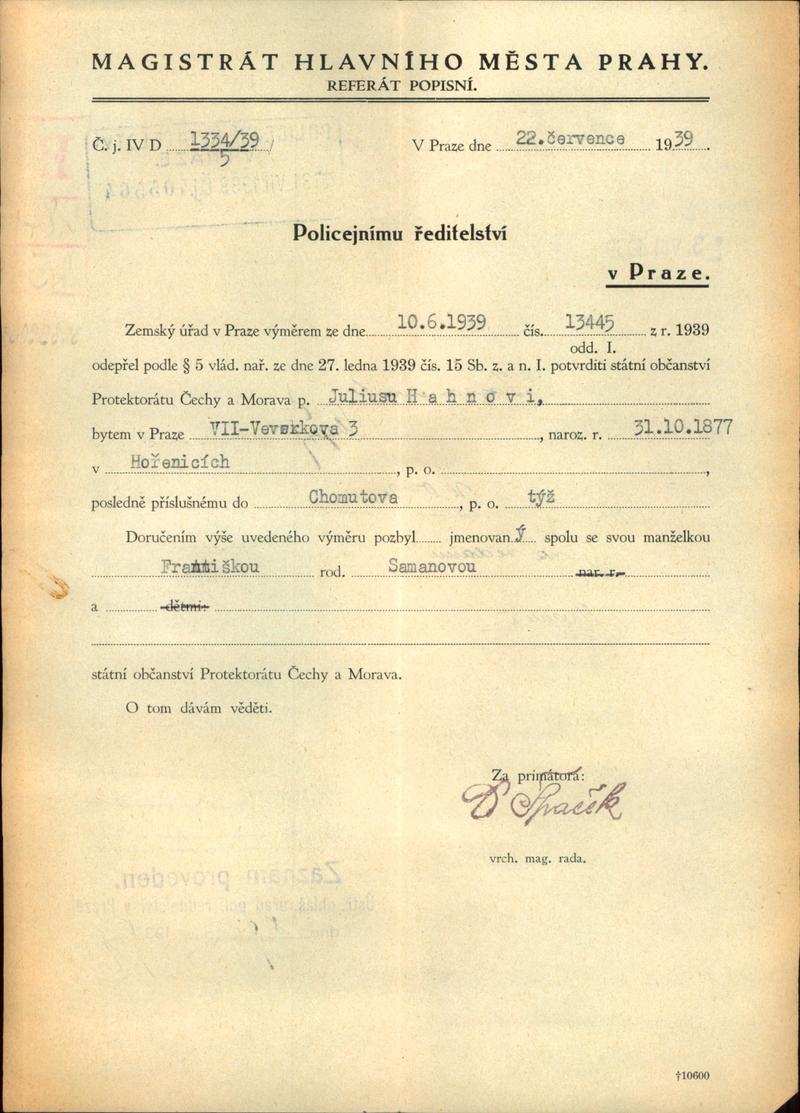 MAGISTRÁT HLAVNÍHO MĚSTA PRAHY.
REFERÁT POPISNÍ.
Č. j. IV D 1334/39 /
5
V Praze dne 22.července 1939.
Policejnímu ředitelství
v Praze.
Zemský úřad v Praze výměrem ze dne 10.6.1939 čís. 13445 z r. 1939
odd. I.
odepřel podle § 5 vlád. nař. ze dne 27. ledna 1939 čís. 15 Sb. z. a n. I. potvrditi státní občanství
Protektorátu Čechy a Morava p. Juliusu H a h n o v i,
bytem v Praze VII-Veverkova 3, naroz. r. 31.10.1877
v Hořenicích, p. o. ,
posledně příslušnému do Chomutova, p. o. týž
Doručením výše uvedeného výměru pozbyl jmenovaný spolu se svou manželkou
Františkou rod. Samanovou nar. r.
a dětmi
státní občanství Protektorátu Čechy a Morava.
O tom dávám věděti.
Za primátora:
D Spaček
vrch. mag. rada.
†10600